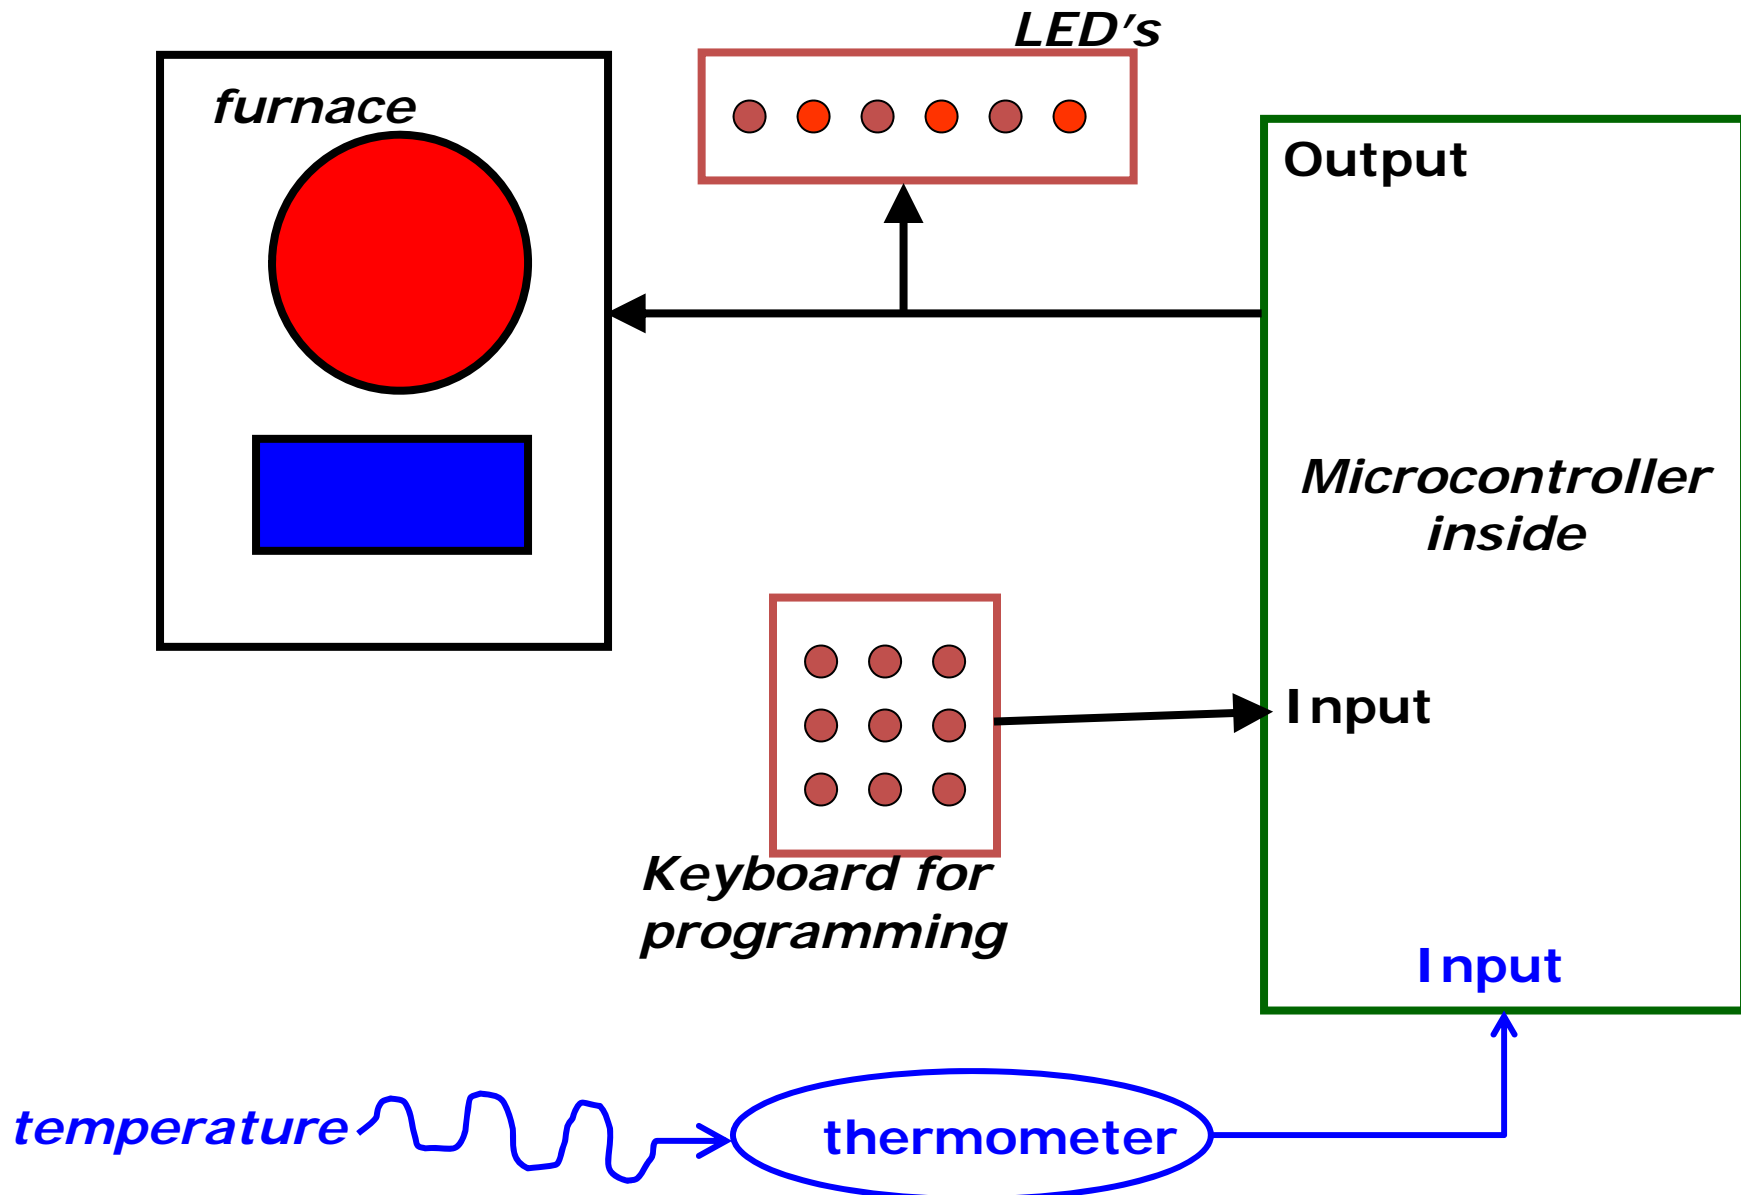 LED's
furnace
Output
Microcontroller
inside
Input
Keyboard for
programming
Input
temperature
thermometer